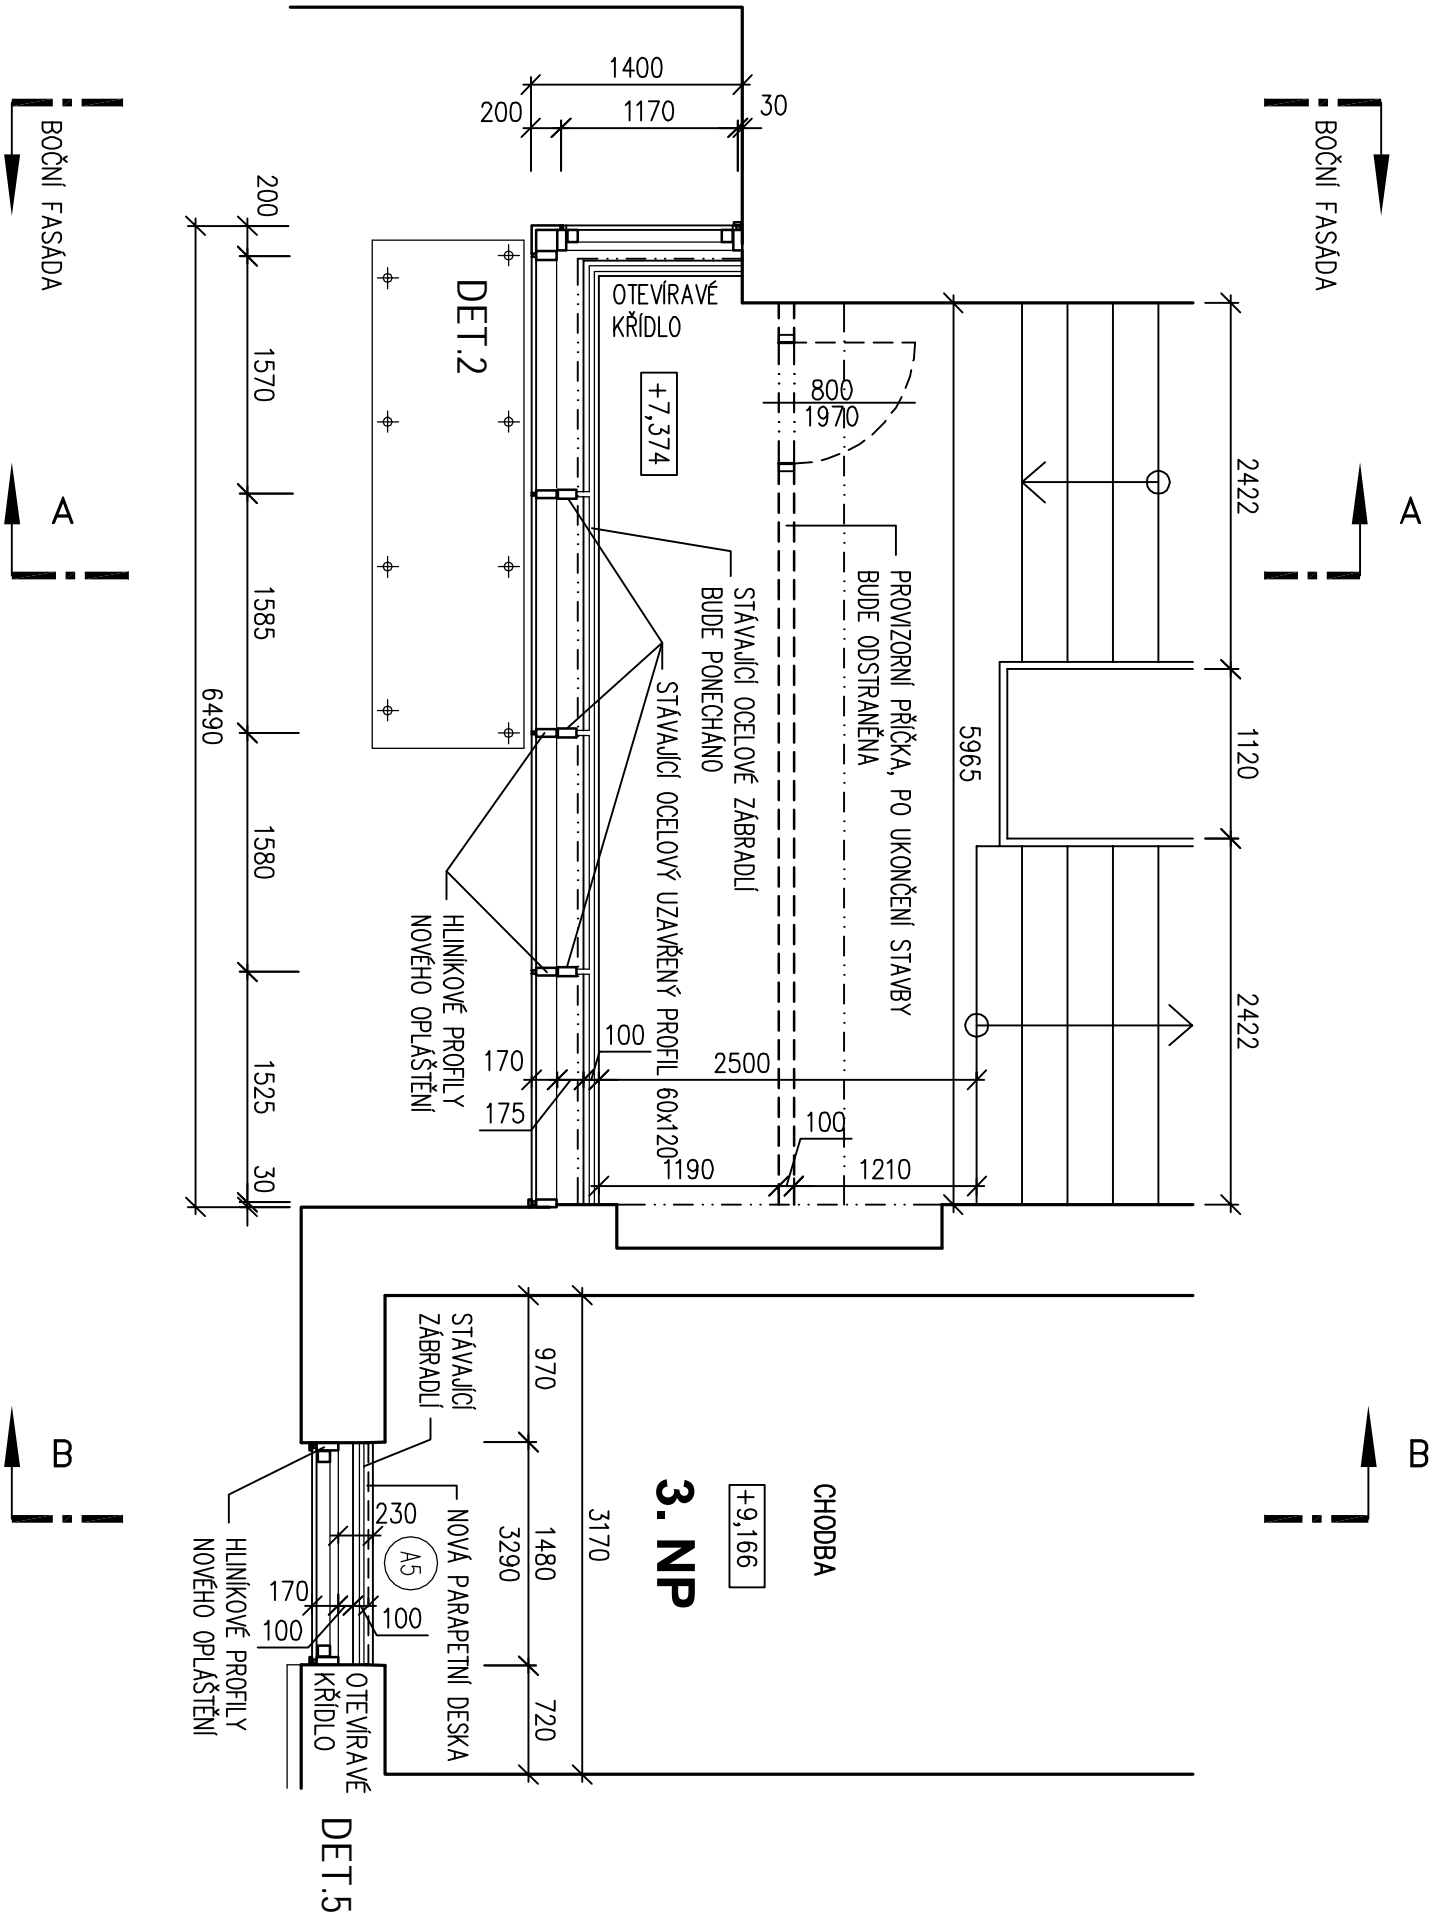 1400
200
1170
30
BOČNÍ FASÁDA
BOČNÍ FASÁDA
200
1570
1585
1580
1525
30
6490
DET.2
OTEVÍRAVÉ
KŘÍDLO
+7,374
800
1970
2422
1120
2422
5965
A
A
PROVIZORNÍ PŘÍČKA, PO UKONČENÍ STAVBY
BUDE ODSTRANĚNA
STÁVAJÍCÍ OCELOVÉ ZÁBRADLÍ
BUDE PONECHÁNO
STÁVAJÍCÍ OCELOVÝ UZAVŘENÝ PROFIL 60x120
HLINÍKOVÉ PROFILY
NOVÉHO OPLÁŠTĚNÍ
170
175
100
2500
1190
100
1210
STÁVAJÍCÍ
ZÁBRADLÍ
970
1480
720
3290
3170
B
B
CHODBA
+9,166
3. NP
NOVÁ PARAPETNÍ DESKA
A5
230
170
100
100
HLINÍKOVÉ PROFILY
NOVÉHO OPLÁŠTĚNÍ
OTEVÍRAVÉ
KŘÍDLO
DET.5